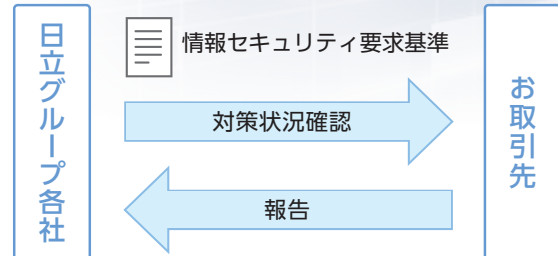 日立グループ各社
情報セキュリティ要求基準
対策状況確認
報告
お取引先